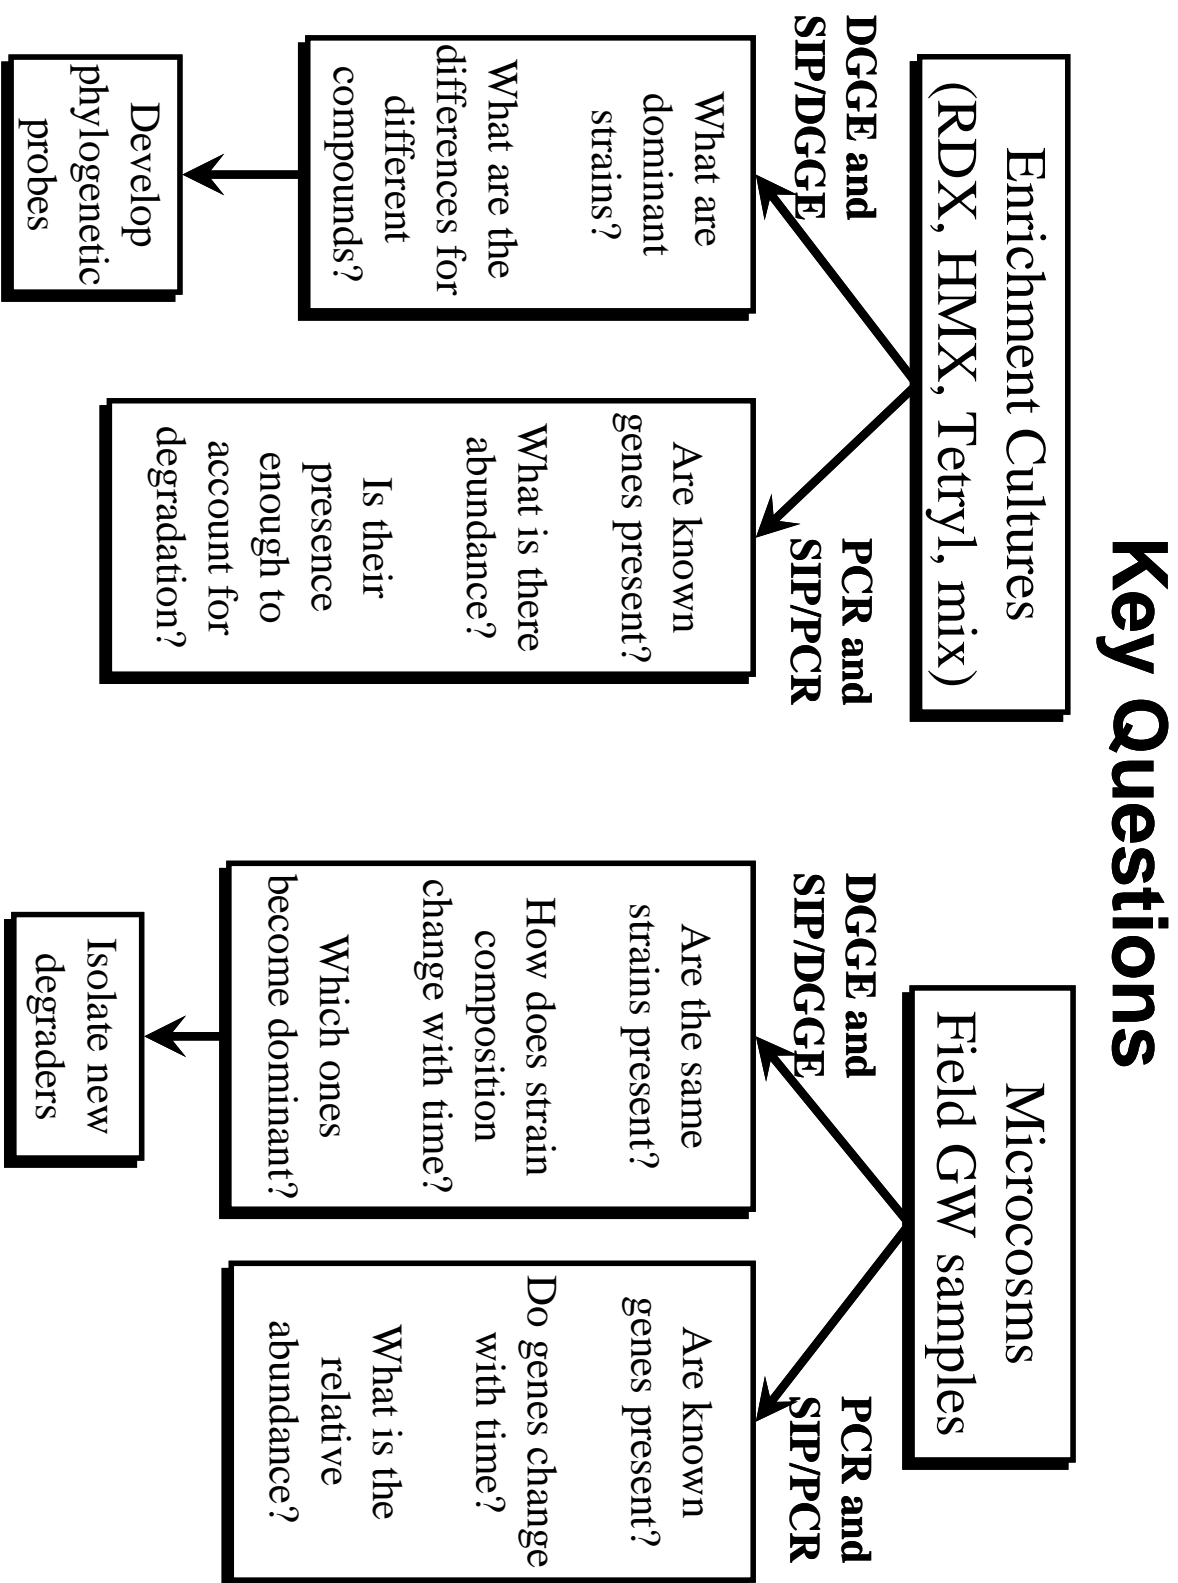 Key Questions
Enrichment Cultures
(RDX, HMX, Tetryl, mix)
DGGE and
SIP/DGGE
PCR and
SIP/PCR
What are
dominant
strains?
What are the
differences for
different
compounds?
Develop
phylogenetic
probes
Are known
genes present?
What is there
abundance?
Is their
presence
enough to
account for
degradation?
Microcosms
Field GW samples
DGGE and
SIP/DGGE
PCR and
SIP/PCR
Are the same
strains present?
How does strain
composition
change with time?
Which ones
become dominant?
Isolate new
degraders
Are known
genes present?
Do genes change
with time?
What is the
relative
abundance?